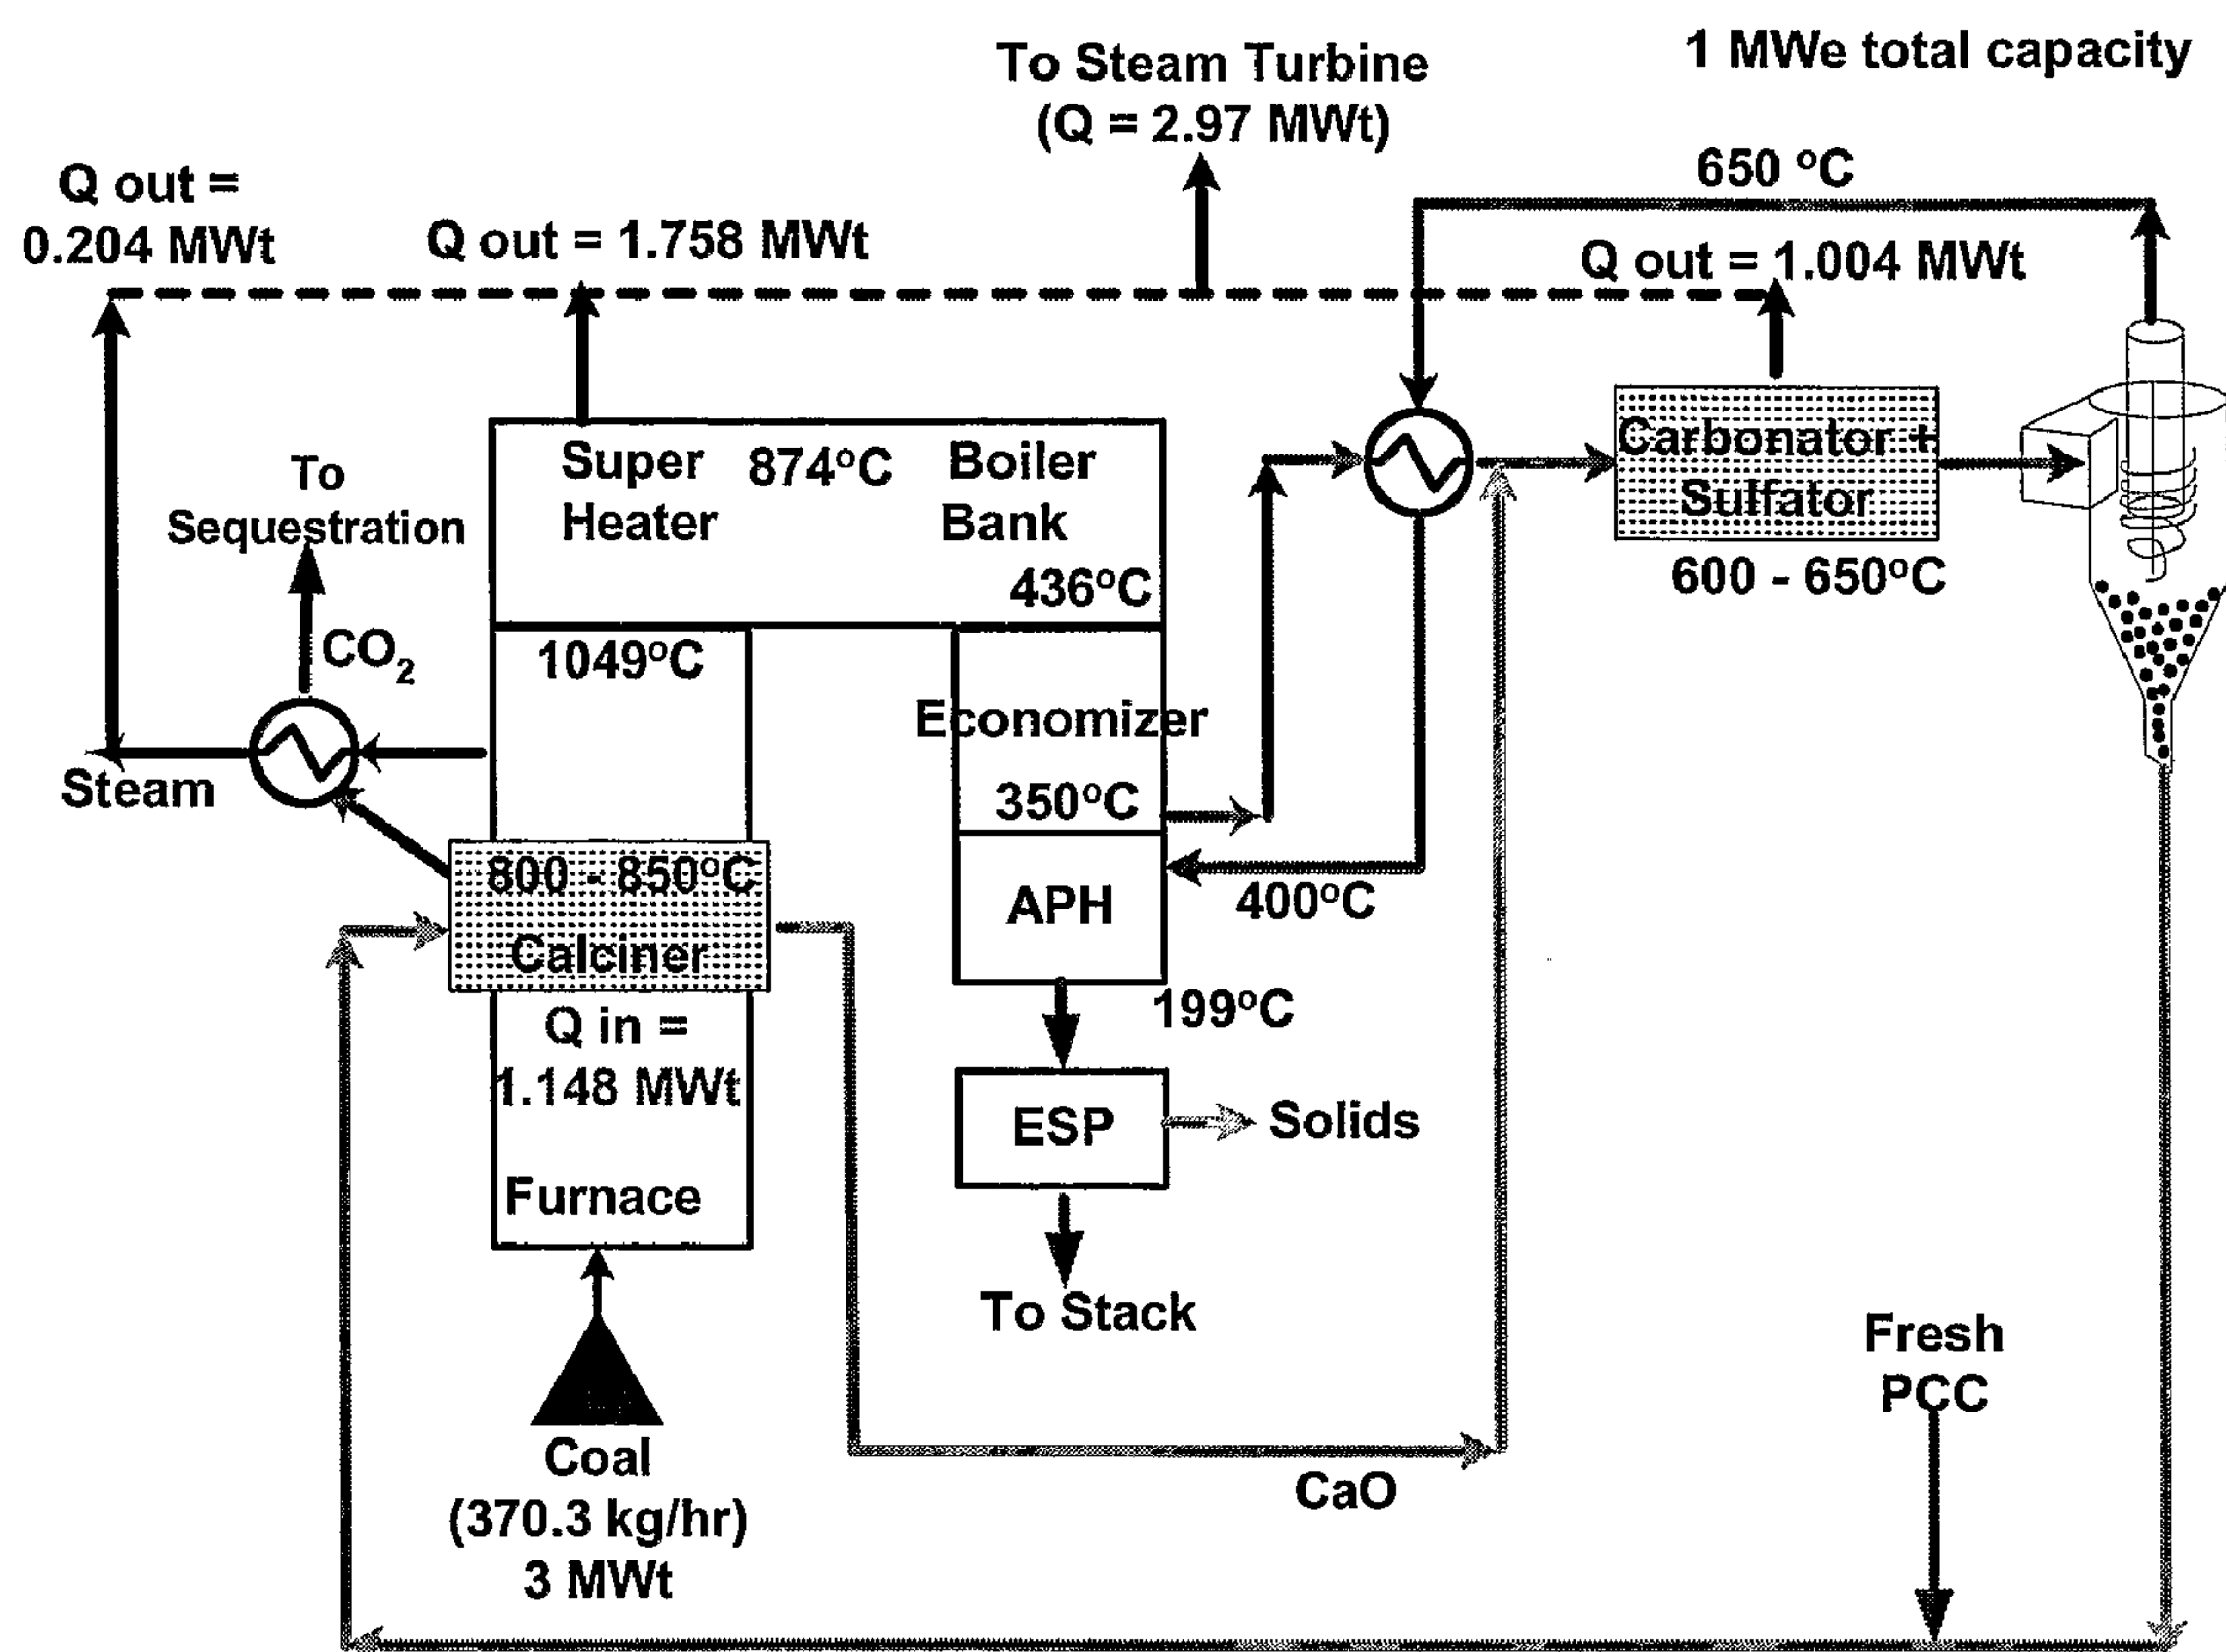 1 MWe total capacity
To Steam Turbine
(Q = 2.97 MWt)
650 °C
Q out =
0.204 MWt
Q out = 1.758 MWt
Q out = 1.004 MWt
Super
Heater
874°C
Boiler
Bank
436°C
Carbonator +
Sulfator
600 - 650°C
To
Sequestration
CO₂
1049°C
Economizer
350°C
Steam
800 - 850°C
Calciner
APH
400°C
199°C
Q in =
1.148 MWt
ESP
Solids
Furnace
To Stack
Fresh
PCC
Coal
(370.3 kg/hr)
3 MWt
CaO